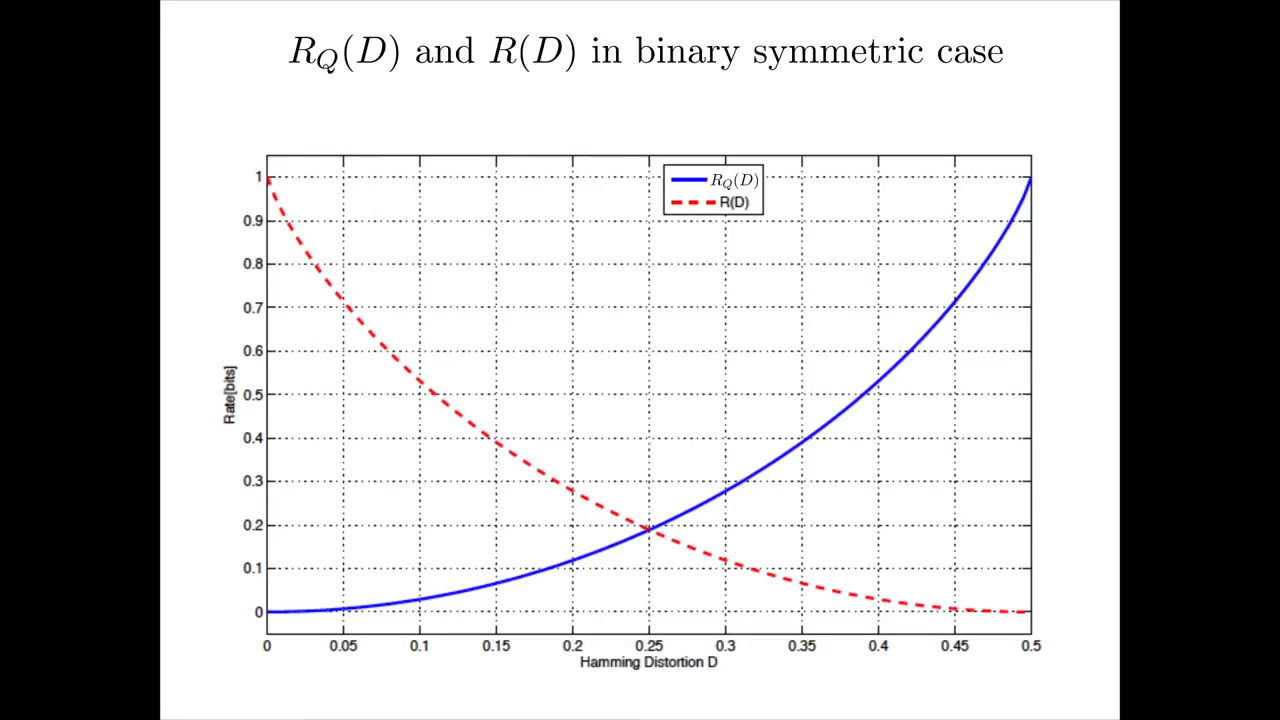 R_Q(D) and R(D) in binary symmetric case
R_Q(D)
R(D)
1
0.9
0.8
0.7
0.6
0.5
0.4
0.3
0.2
0.1
0
Rate[bits]
0 0.05 0.1 0.15 0.2 0.25 0.3 0.35 0.4 0.45 0.5
Hamming Distortion D